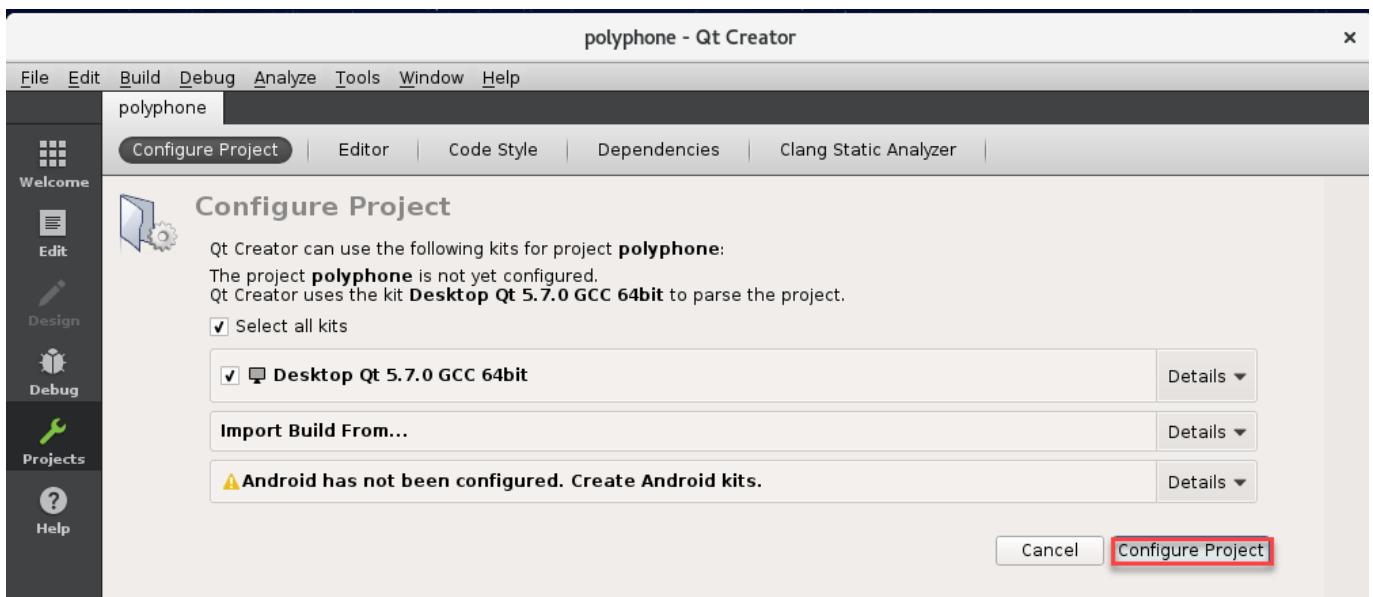 polyphone - Qt Creator
×
File Edit Build Debug Analyze Tools Window Help
polyphone
Configure Project Editor Code Style Dependencies Clang Static Analyzer
Welcome
Edit
Design
Debug
Projects
Help
Configure Project
Qt Creator can use the following kits for project polyphone:
The project polyphone is not yet configured.
Qt Creator uses the kit Desktop Qt 5.7.0 GCC 64bit to parse the project.
Select all kits
Desktop Qt 5.7.0 GCC 64bit Details
Import Build From... Details
Android has not been configured. Create Android kits. Details
Cancel Configure Project